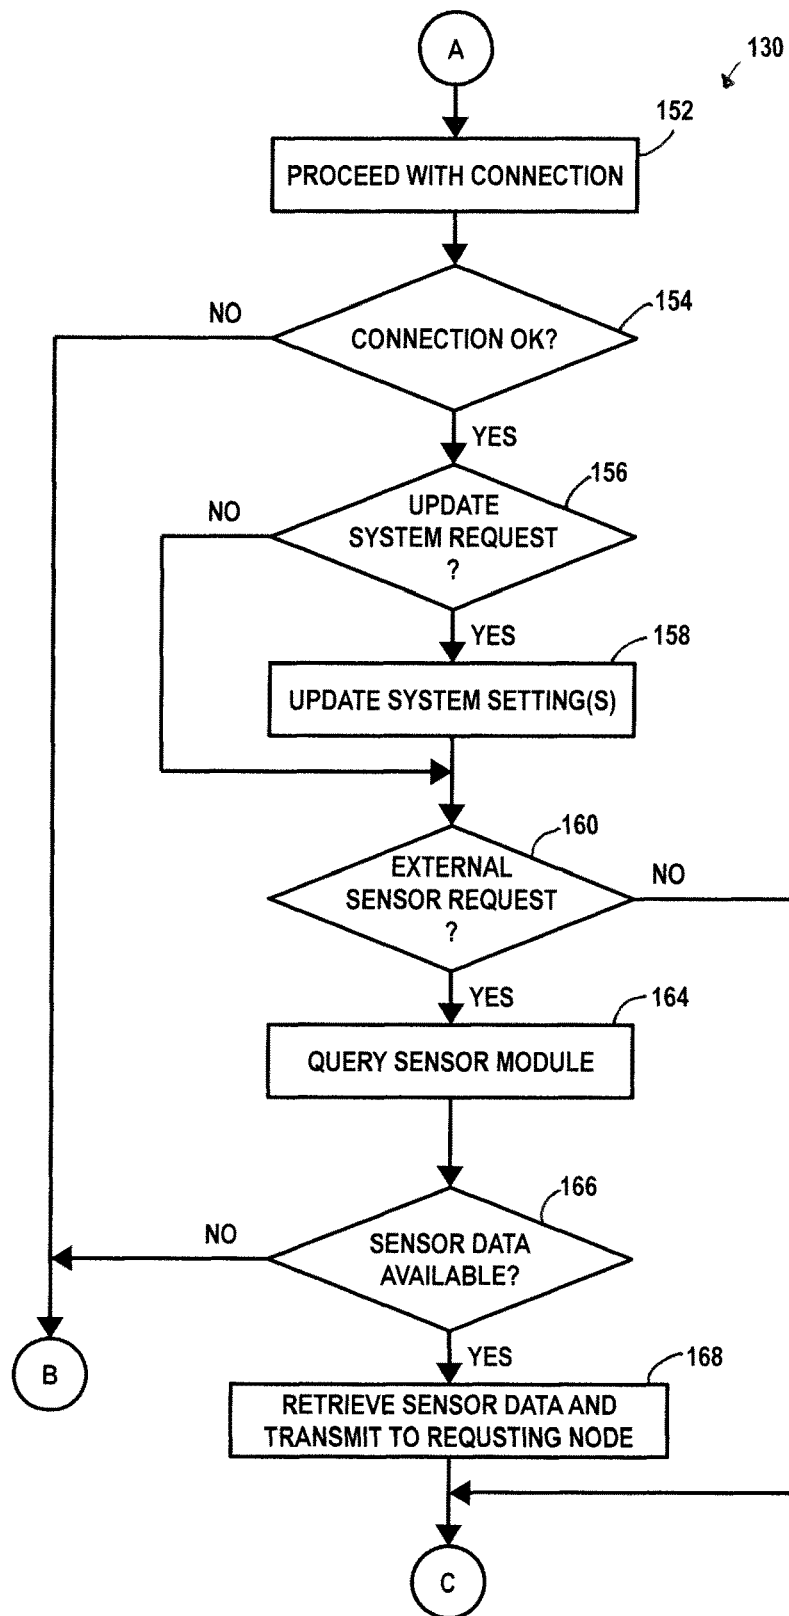 A
130
152
PROCEED WITH CONNECTION
154
NO
CONNECTION OK?
YES
156
NO
UPDATE
SYSTEM REQUEST
?
YES
158
UPDATE SYSTEM SETTING(S)
160
EXTERNAL
SENSOR REQUEST
?
NO
YES
164
QUERY SENSOR MODULE
166
NO
SENSOR DATA
AVAILABLE?
B
YES
168
RETRIEVE SENSOR DATA AND
TRANSMIT TO REQUSTING NODE
C